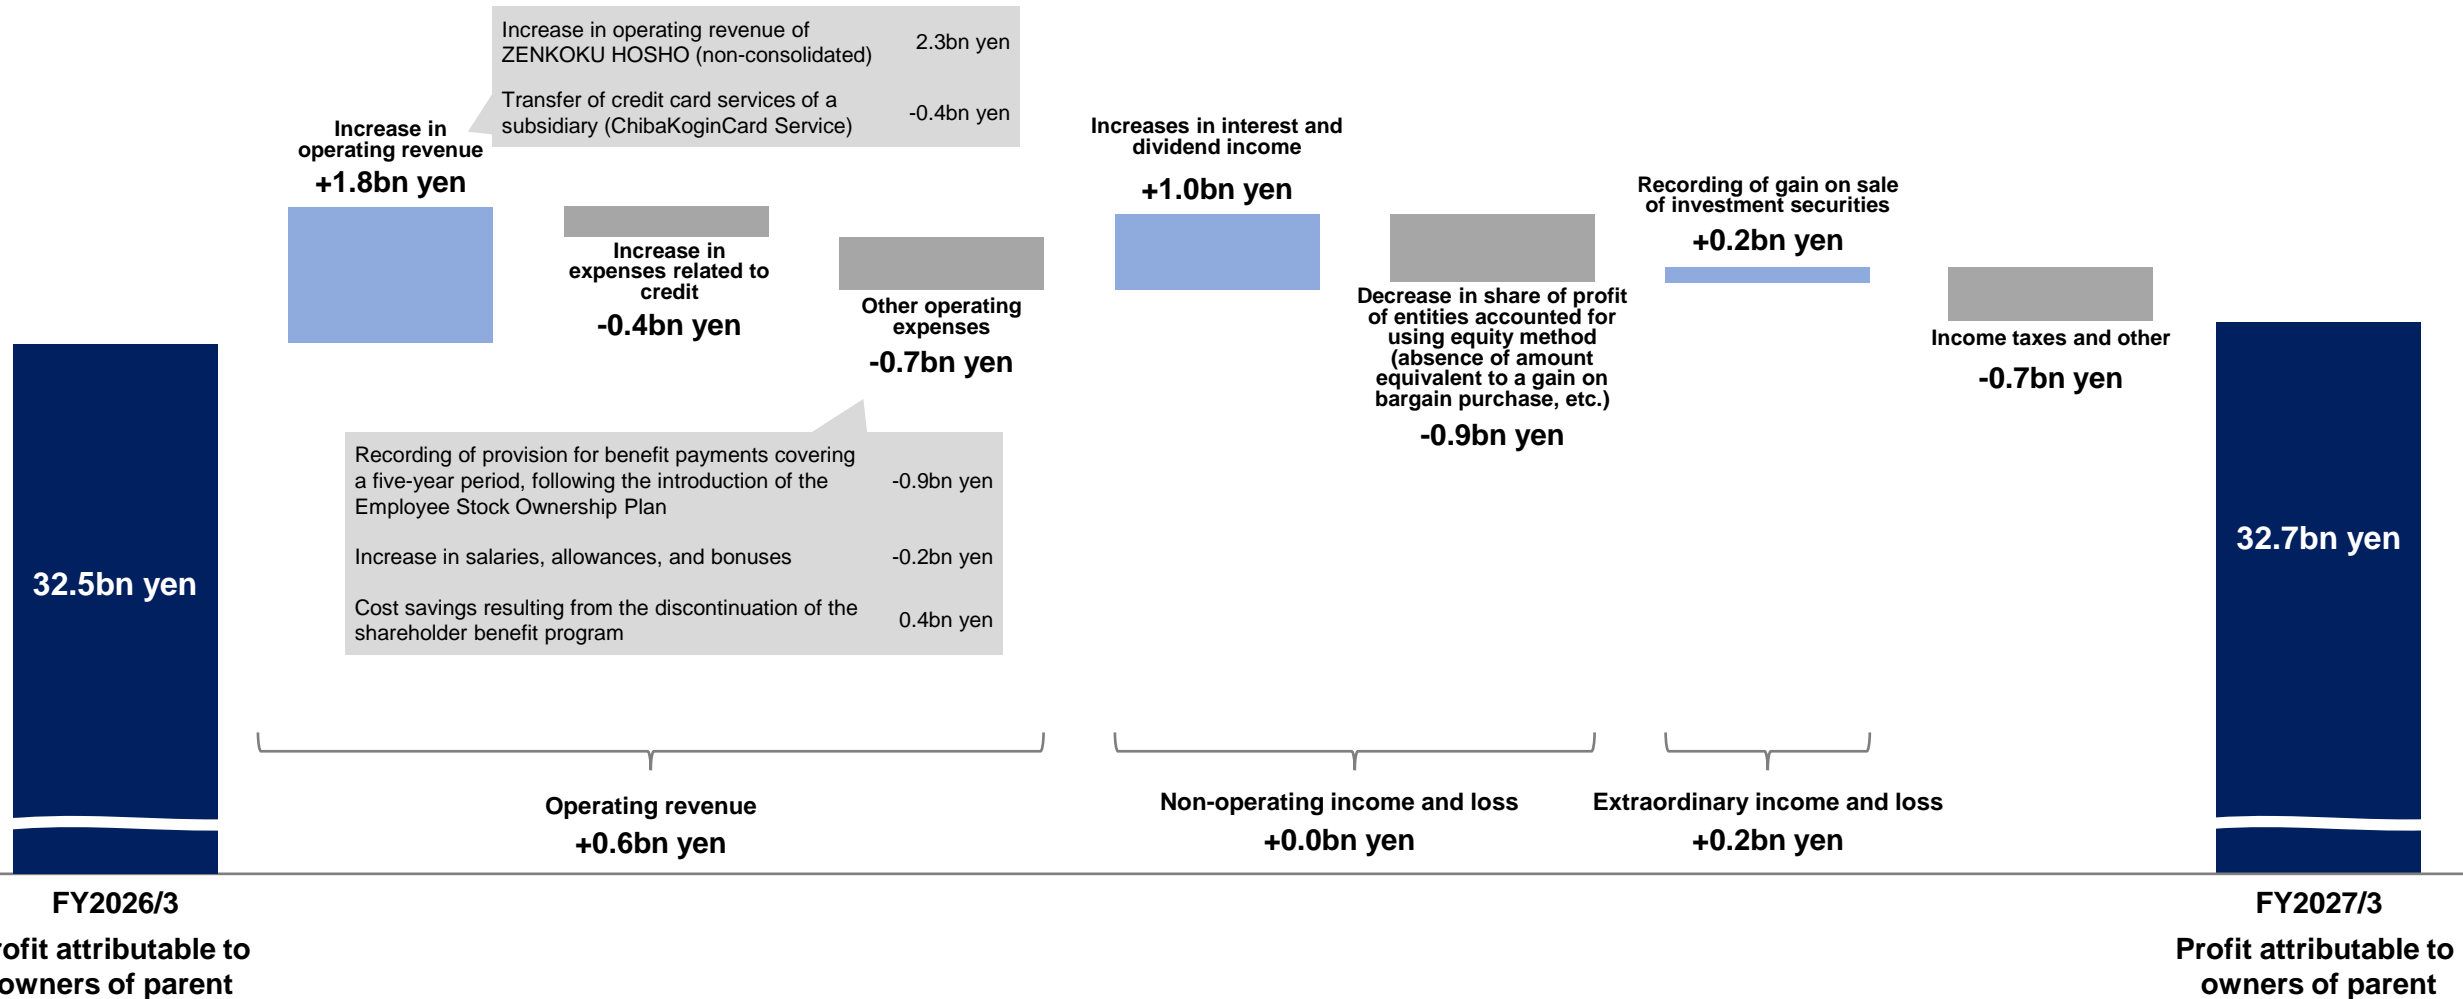 Increase in operating revenue of
ZENKOKU HOSHO (non-consolidated)
2.3bn yen
Transfer of credit card services of a
subsidiary (ChibaKoginCard Service)
-0.4bn yen
Increase in
operating revenue
+1.8bn yen
Increase in
expenses related to
credit
-0.4bn yen
Other operating
expenses
-0.7bn yen
Recording of provision for benefit payments covering
a five-year period, following the introduction of the
Employee Stock Ownership Plan
-0.9bn yen
Increase in salaries, allowances, and bonuses
-0.2bn yen
Cost savings resulting from the discontinuation of the
shareholder benefit program
0.4bn yen
Increases in interest and
dividend income
+1.0bn yen
Decrease in share of profit
of entities accounted for
using equity method
(absence of amount
equivalent to a gain on
bargain purchase, etc.)
-0.9bn yen
Recording of gain on sale
of investment securities
+0.2bn yen
Income taxes and other
-0.7bn yen
32.5bn yen
32.7bn yen
Operating revenue
+0.6bn yen
Non-operating income and loss
+0.0bn yen
Extraordinary income and loss
+0.2bn yen
FY2026/3
rofit attributable to
owners of parent
FY2027/3
Profit attributable to
owners of parent